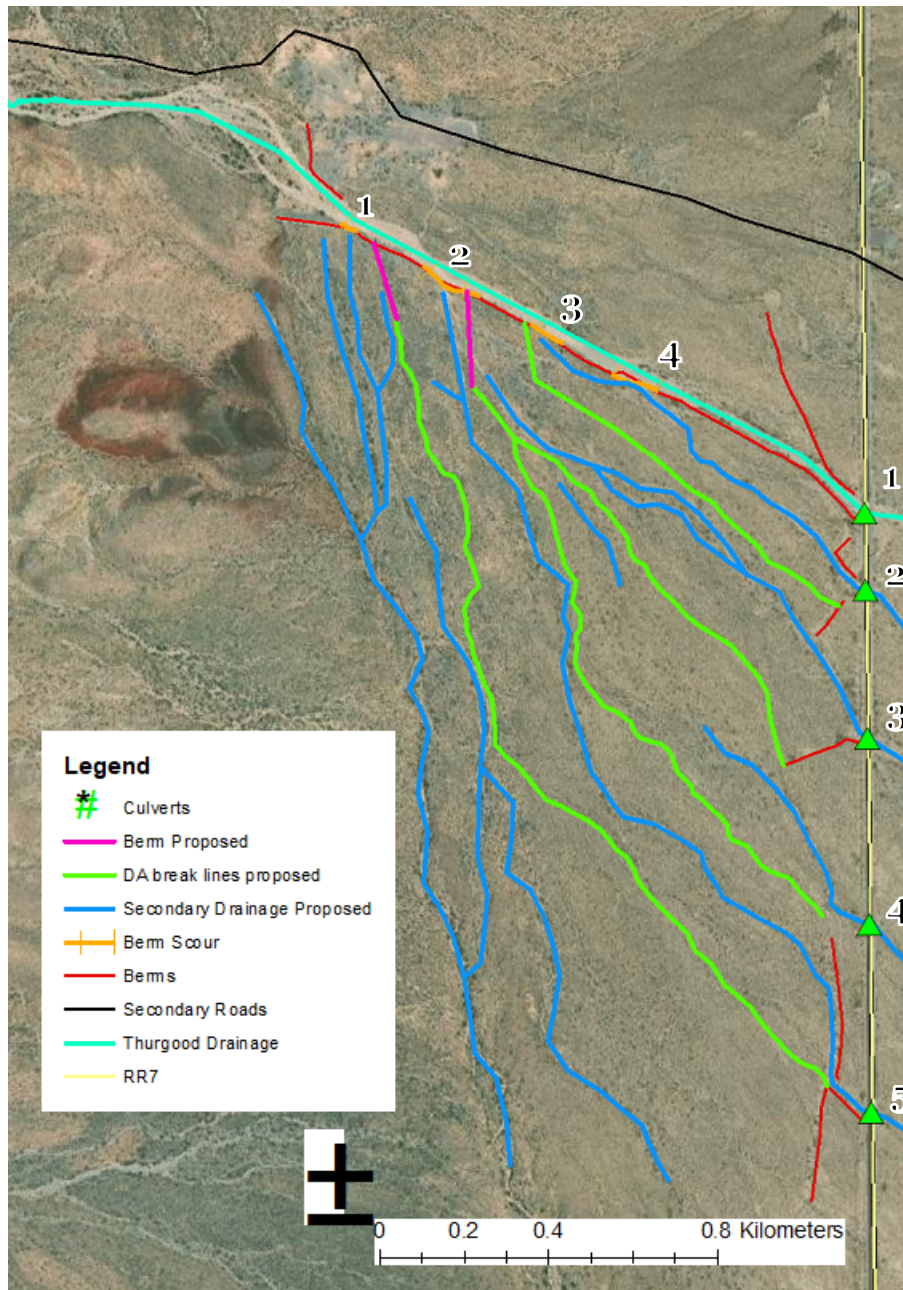 1
2
3
4
1
2
3
4
5
Legend
*
# Culverts
Berm Proposed
DA break lines proposed
Secondary Drainage Proposed
Berm Scour
Berms
Secondary Roads
Thurgood Drainage
RR7
±
0 0.2 0.4 0.8 Kilometers